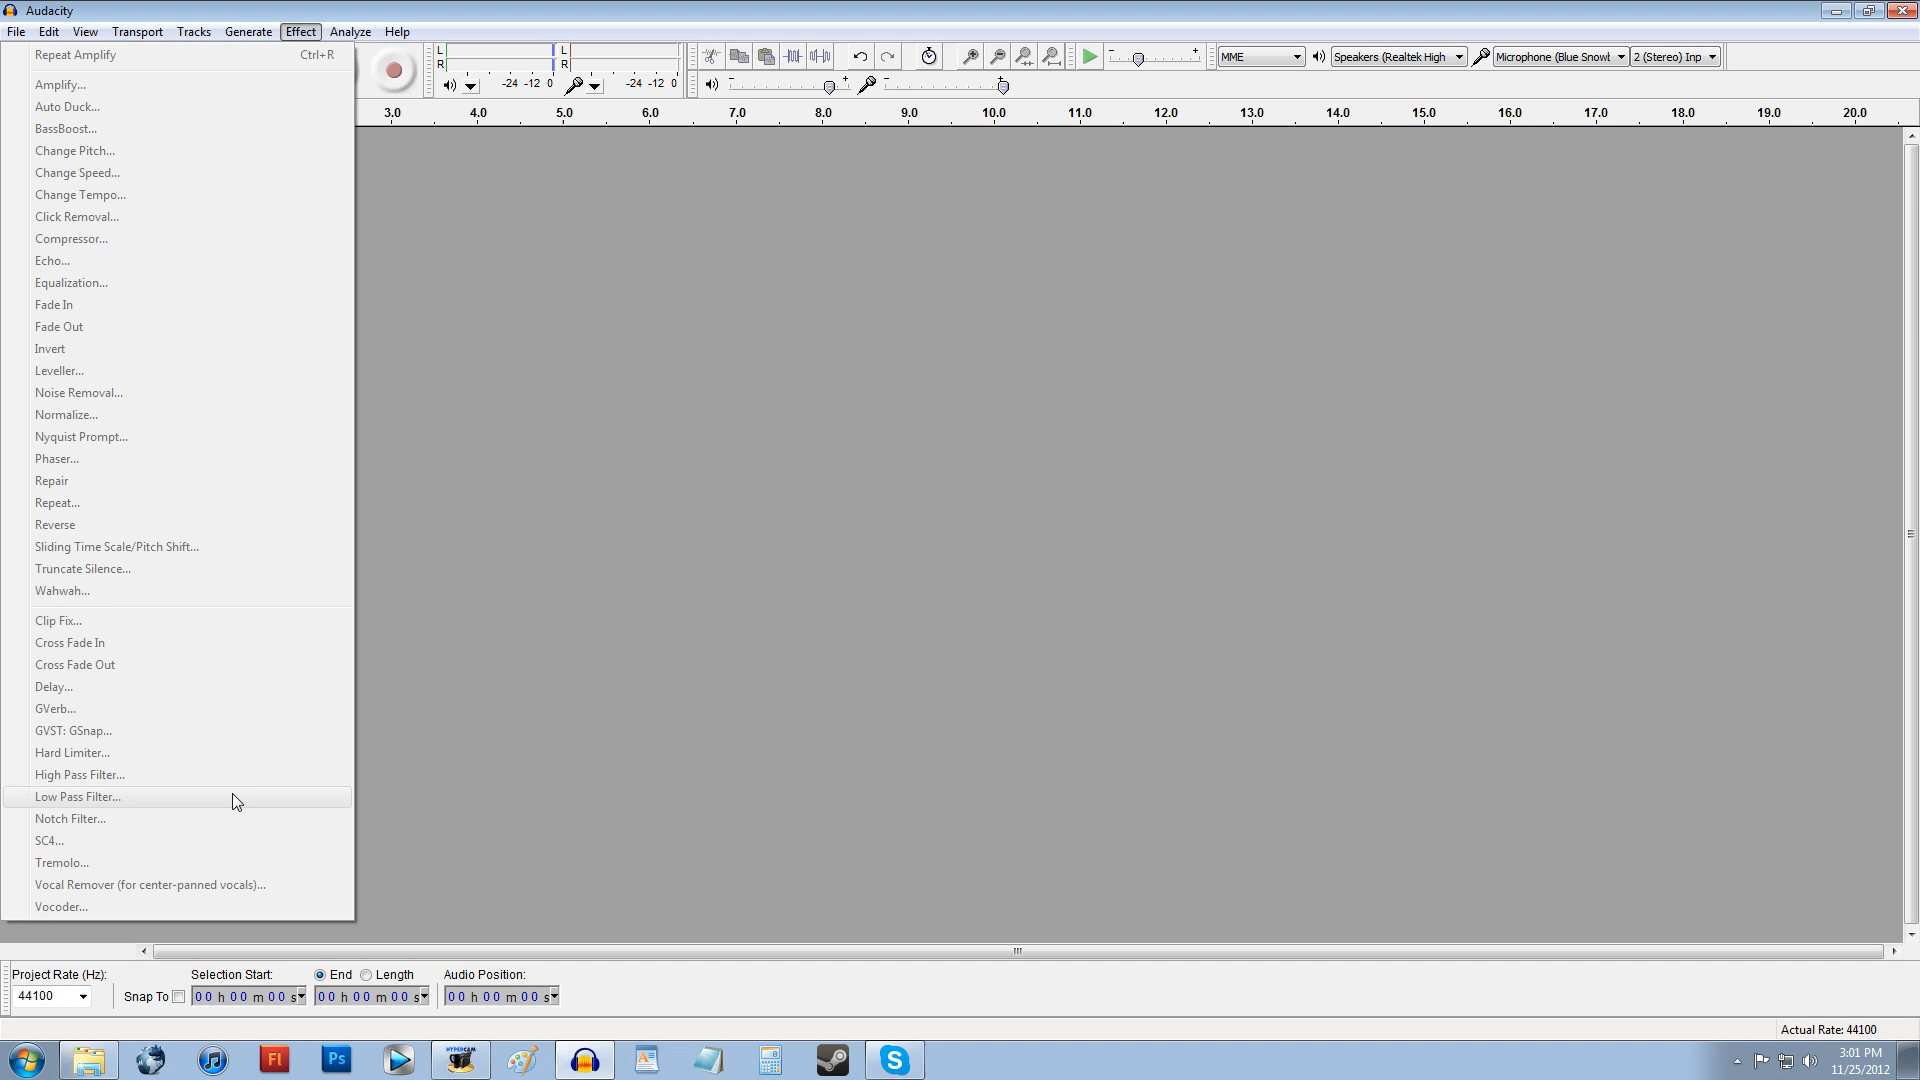 Audacity
File Edit View Transport Tracks Generate Effect Analyze Help
Repeat Amplify Ctrl+R
Amplify...
Auto Duck...
BassBoost...
Change Pitch...
Change Speed...
Change Tempo...
Click Removal...
Compressor...
Echo...
Equalization...
Fade In
Fade Out
Invert
Leveller...
Noise Removal...
Normalize...
Nyquist Prompt...
Phaser...
Repair
Repeat...
Reverse
Sliding Time Scale/Pitch Shift...
Truncate Silence...
Wahwah...
Clip Fix...
Cross Fade In
Cross Fade Out
Delay...
GVerb...
GVST: GSnap...
Hard Limiter...
High Pass Filter...
Low Pass Filter...
Notch Filter...
SC4...
Tremolo...
Vocal Remover (for center-panned vocals)...
Vocoder...
L L
R R
-24 -12 0 -24 -12 0
MME Speakers (Realtek High Microphone (Blue Snowl 2 (Stereo) Inp
3.0 4.0 5.0 6.0 7.0 8.0 9.0 10.0 11.0 12.0 13.0 14.0 15.0 16.0 17.0 18.0 19.0 20.0
Project Rate (Hz): Selection Start: End Length Audio Position:
44100 Snap To 00 h 00 m 00 s 00 h 00 m 00 s 00 h 00 m 00 s
Actual Rate: 44100
Fl Ps HYPERCAM S
3:01 PM
11/25/2012